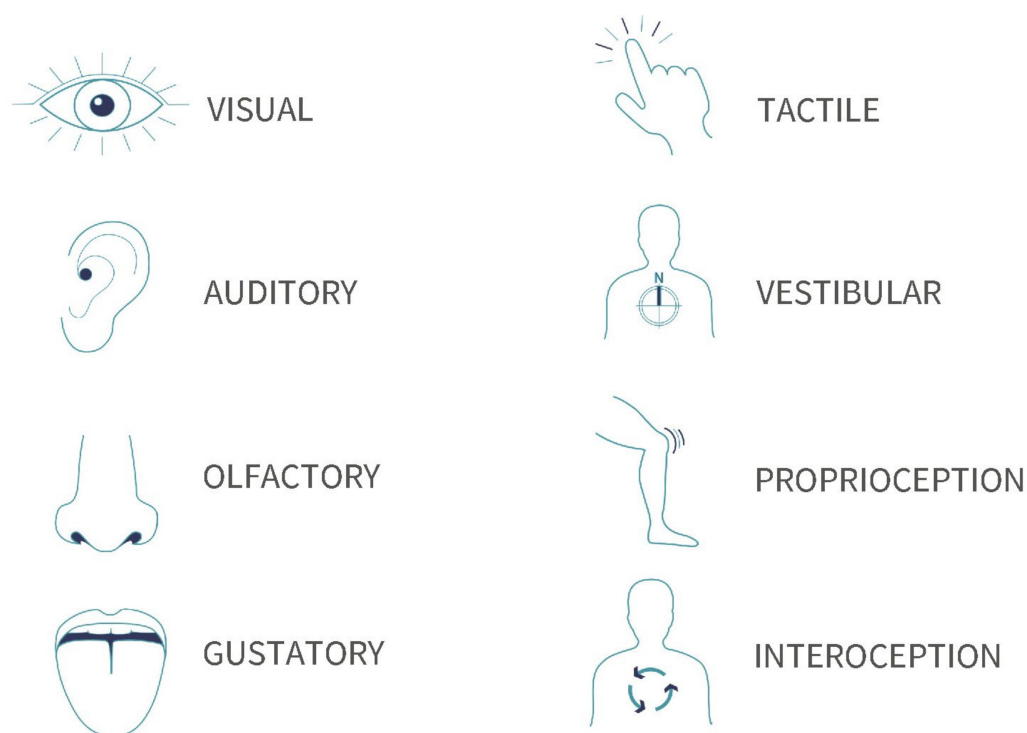 VISUAL
TACTILE
AUDITORY
N
VESTIBULAR
OLFACTORY
PROPRIOCEPTION
GUSTATORY
INTEROCEPTION